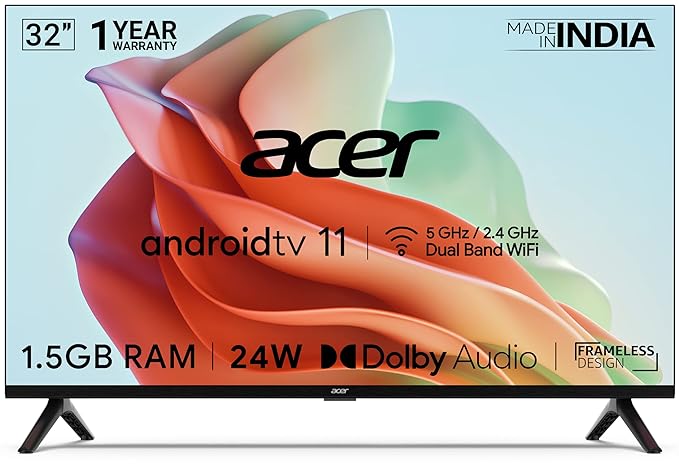 32" 1 YEAR WARRANTY
MADE IN INDIA
acer
androidtv 11
5 GHz / 2.4 GHz
Dual Band WiFi
1.5GB RAM 24W Dolby Audio FRAMELESS DESIGN
acer